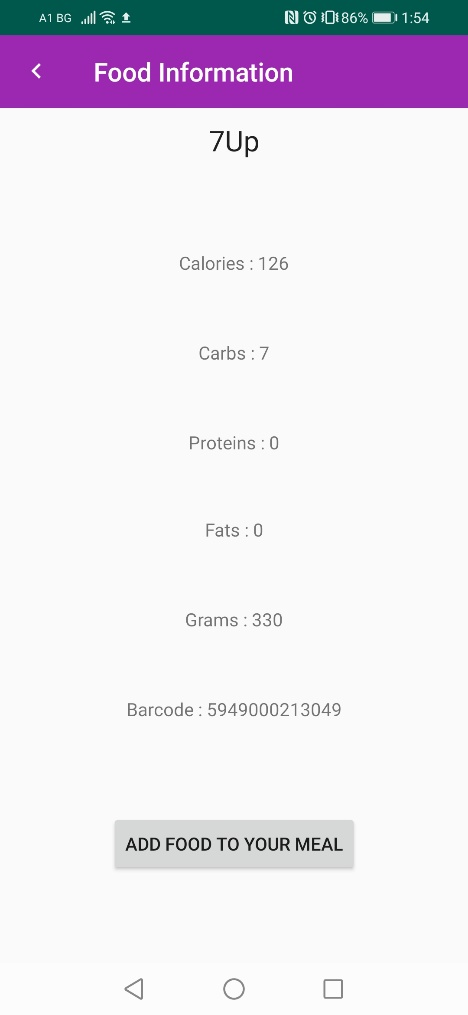 A1 BG 86% 1:54
Food Information
7Up
Calories : 126
Carbs : 7
Proteins : 0
Fats : 0
Grams : 330
Barcode : 5949000213049
ADD FOOD TO YOUR MEAL